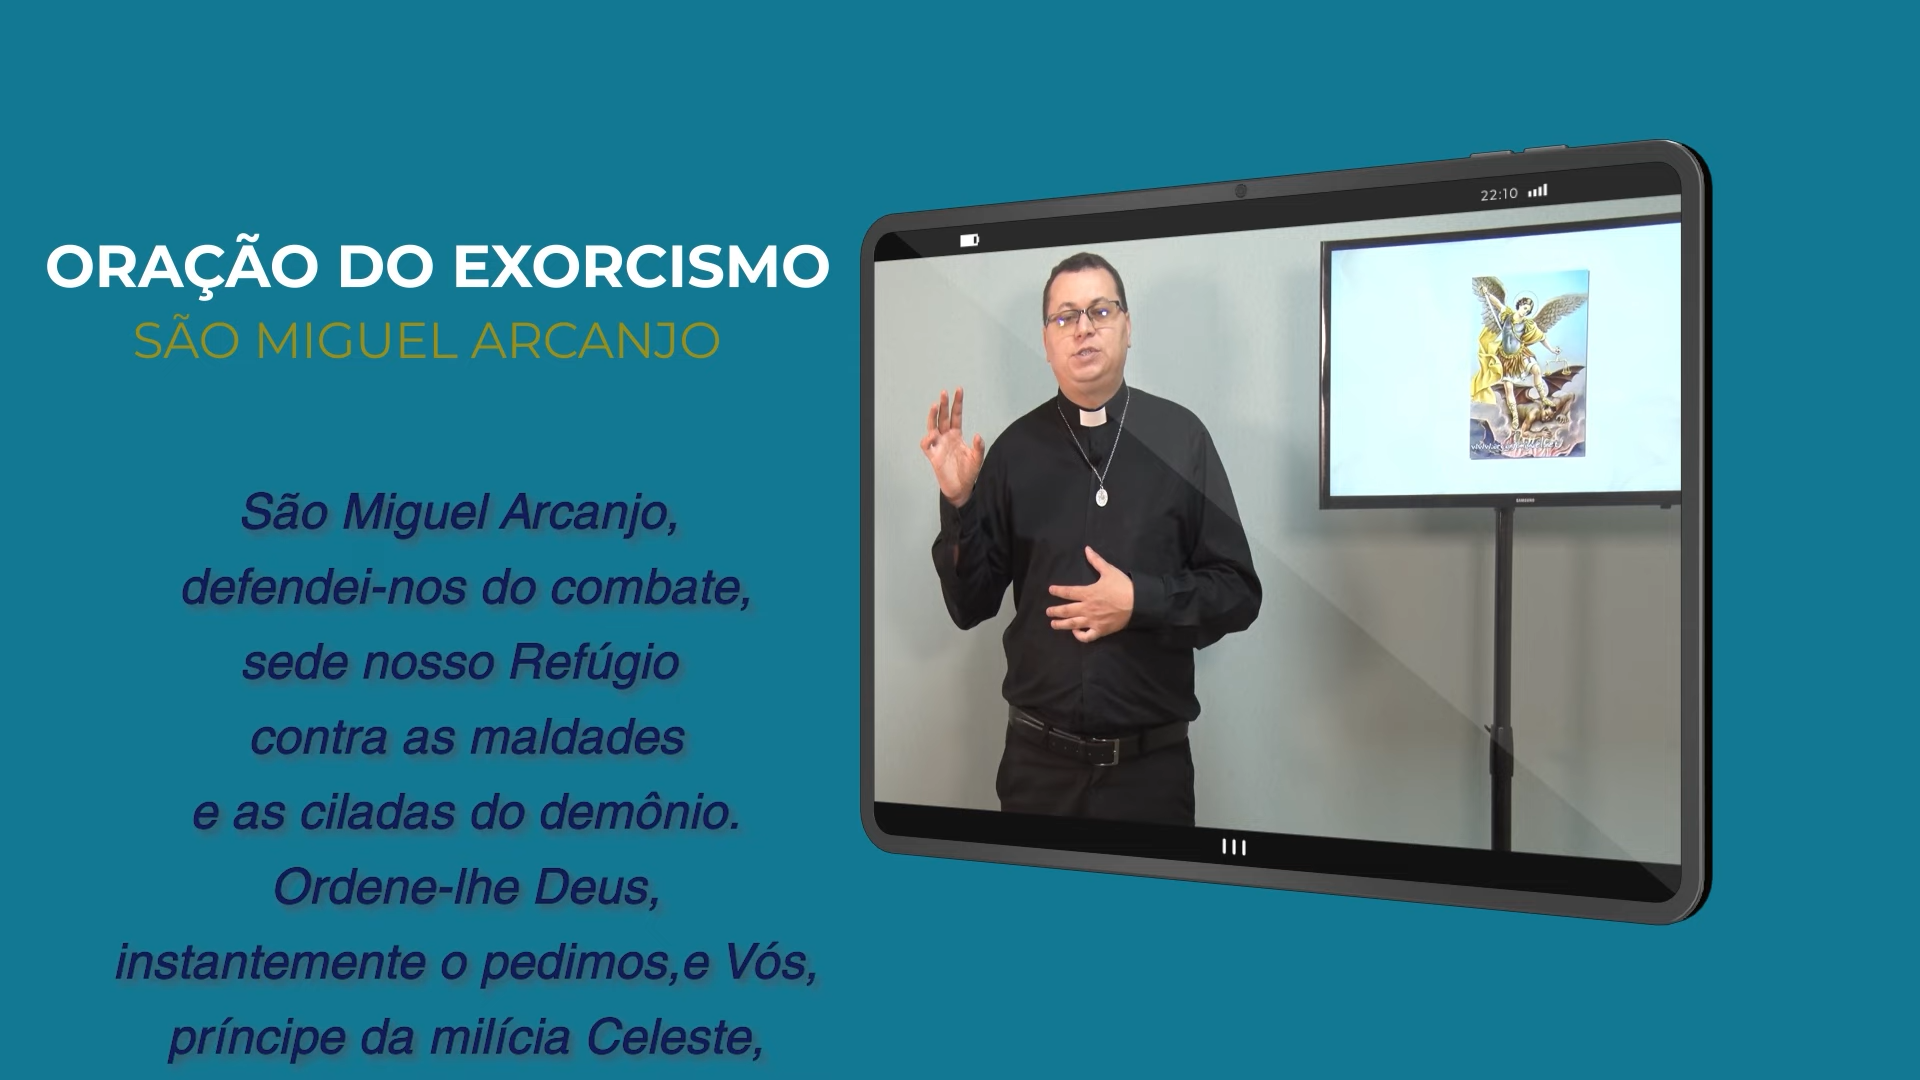 ORAÇÃO DO EXORCISMO
SÃO MIGUEL ARCANJO
São Miguel Arcanjo,
defendei-nos do combate,
sede nosso Refúgio
contra as maldades
e as ciladas do demônio.
Ordene-lhe Deus,
instantemente o pedimos,e Vós,
príncipe da milícia Celeste,
22:10
SAMSUNG